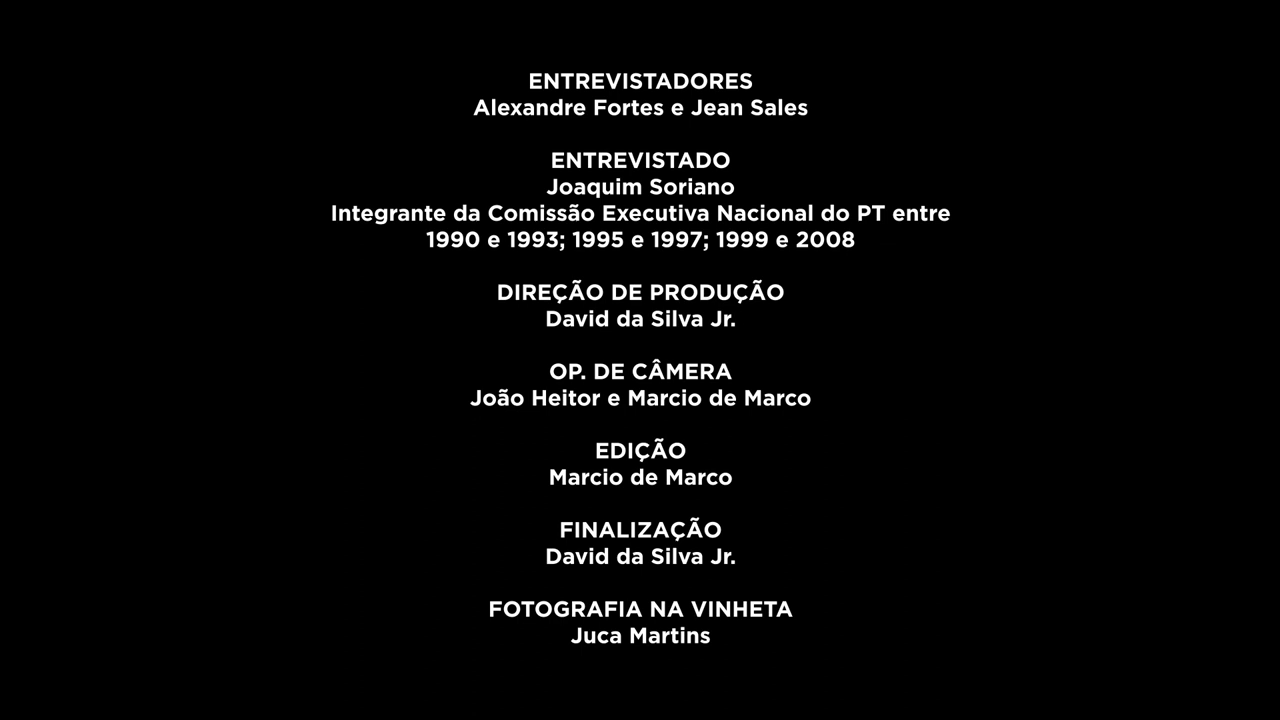 ENTREVISTADORES
Alexandre Fortes e Jean Sales
ENTREVISTADO
Joaquim Soriano
Integrante da Comissão Executiva Nacional do PT entre
1990 e 1993; 1995 e 1997; 1999 e 2008
DIREÇÃO DE PRODUÇÃO
David da Silva Jr.
OP. DE CÂMERA
João Heitor e Marcio de Marco
EDIÇÃO
Marcio de Marco
FINALIZAÇÃO
David da Silva Jr.
FOTOGRAFIA NA VINHETA
Juca Martins